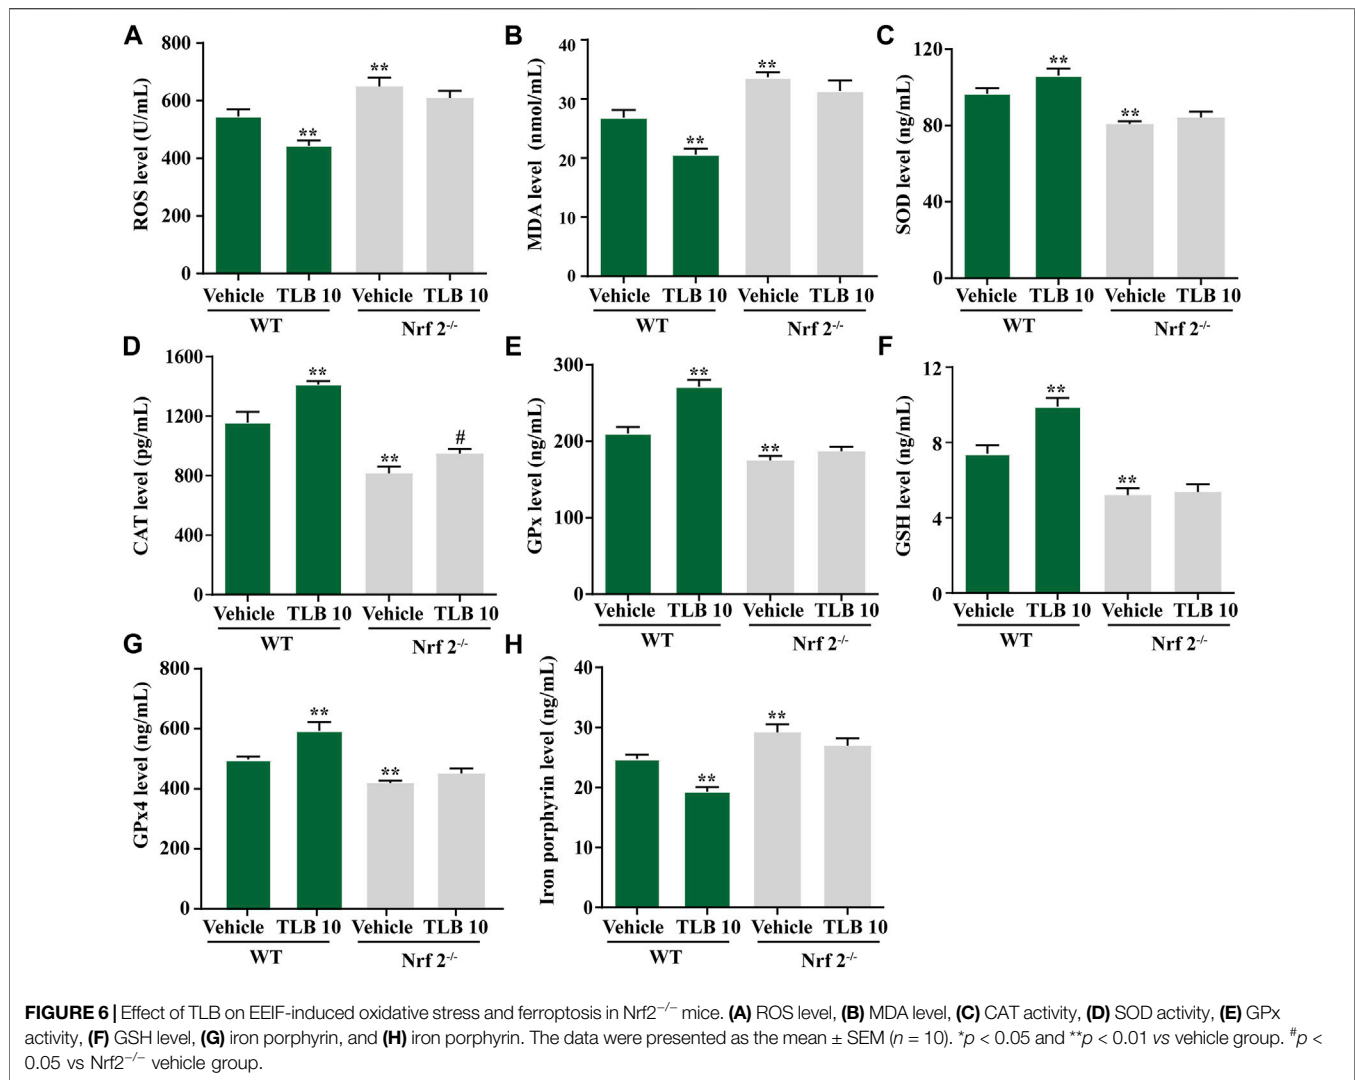 A
ROS level (U/mL)
800
600
400
200
0
**
**
Vehicle TLB 10 Vehicle TLB 10
WT Nrf 2-/-
B
MDA level (nmol/mL)
40
30
20
10
0
**
**
Vehicle TLB 10 Vehicle TLB 10
WT Nrf 2-/-
C
SOD level (ng/mL)
120
80
40
0
**
**
Vehicle TLB 10 Vehicle TLB 10
WT Nrf 2-/-
D
CAT level (pg/mL)
1600
1200
800
400
0
**
**
#
Vehicle TLB 10 Vehicle TLB 10
WT Nrf 2-/-
E
GPx level (ng/mL)
300
200
100
0
**
**
Vehicle TLB 10 Vehicle TLB 10
WT Nrf 2-/-
F
GSH level (ng/mL)
12
8
4
0
**
**
Vehicle TLB 10 Vehicle TLB 10
WT Nrf 2-/-
G
GPx4 level (ng/mL)
800
600
400
200
0
**
**
Vehicle TLB 10 Vehicle TLB 10
WT Nrf 2-/-
H
Iron porphyrin level (ng/mL)
40
30
20
10
0
**
**
Vehicle TLB 10 Vehicle TLB 10
WT Nrf 2-/-
FIGURE 6 | Effect of TLB on EEIF-induced oxidative stress and ferroptosis in Nrf2−/− mice. (A) ROS level, (B) MDA level, (C) CAT activity, (D) SOD activity, (E) GPx
activity, (F) GSH level, (G) iron porphyrin, and (H) iron porphyrin. The data were presented as the mean ± SEM (n = 10). *p < 0.05 and **p < 0.01 vs vehicle group. #p <
0.05 vs Nrf2−/− vehicle group.